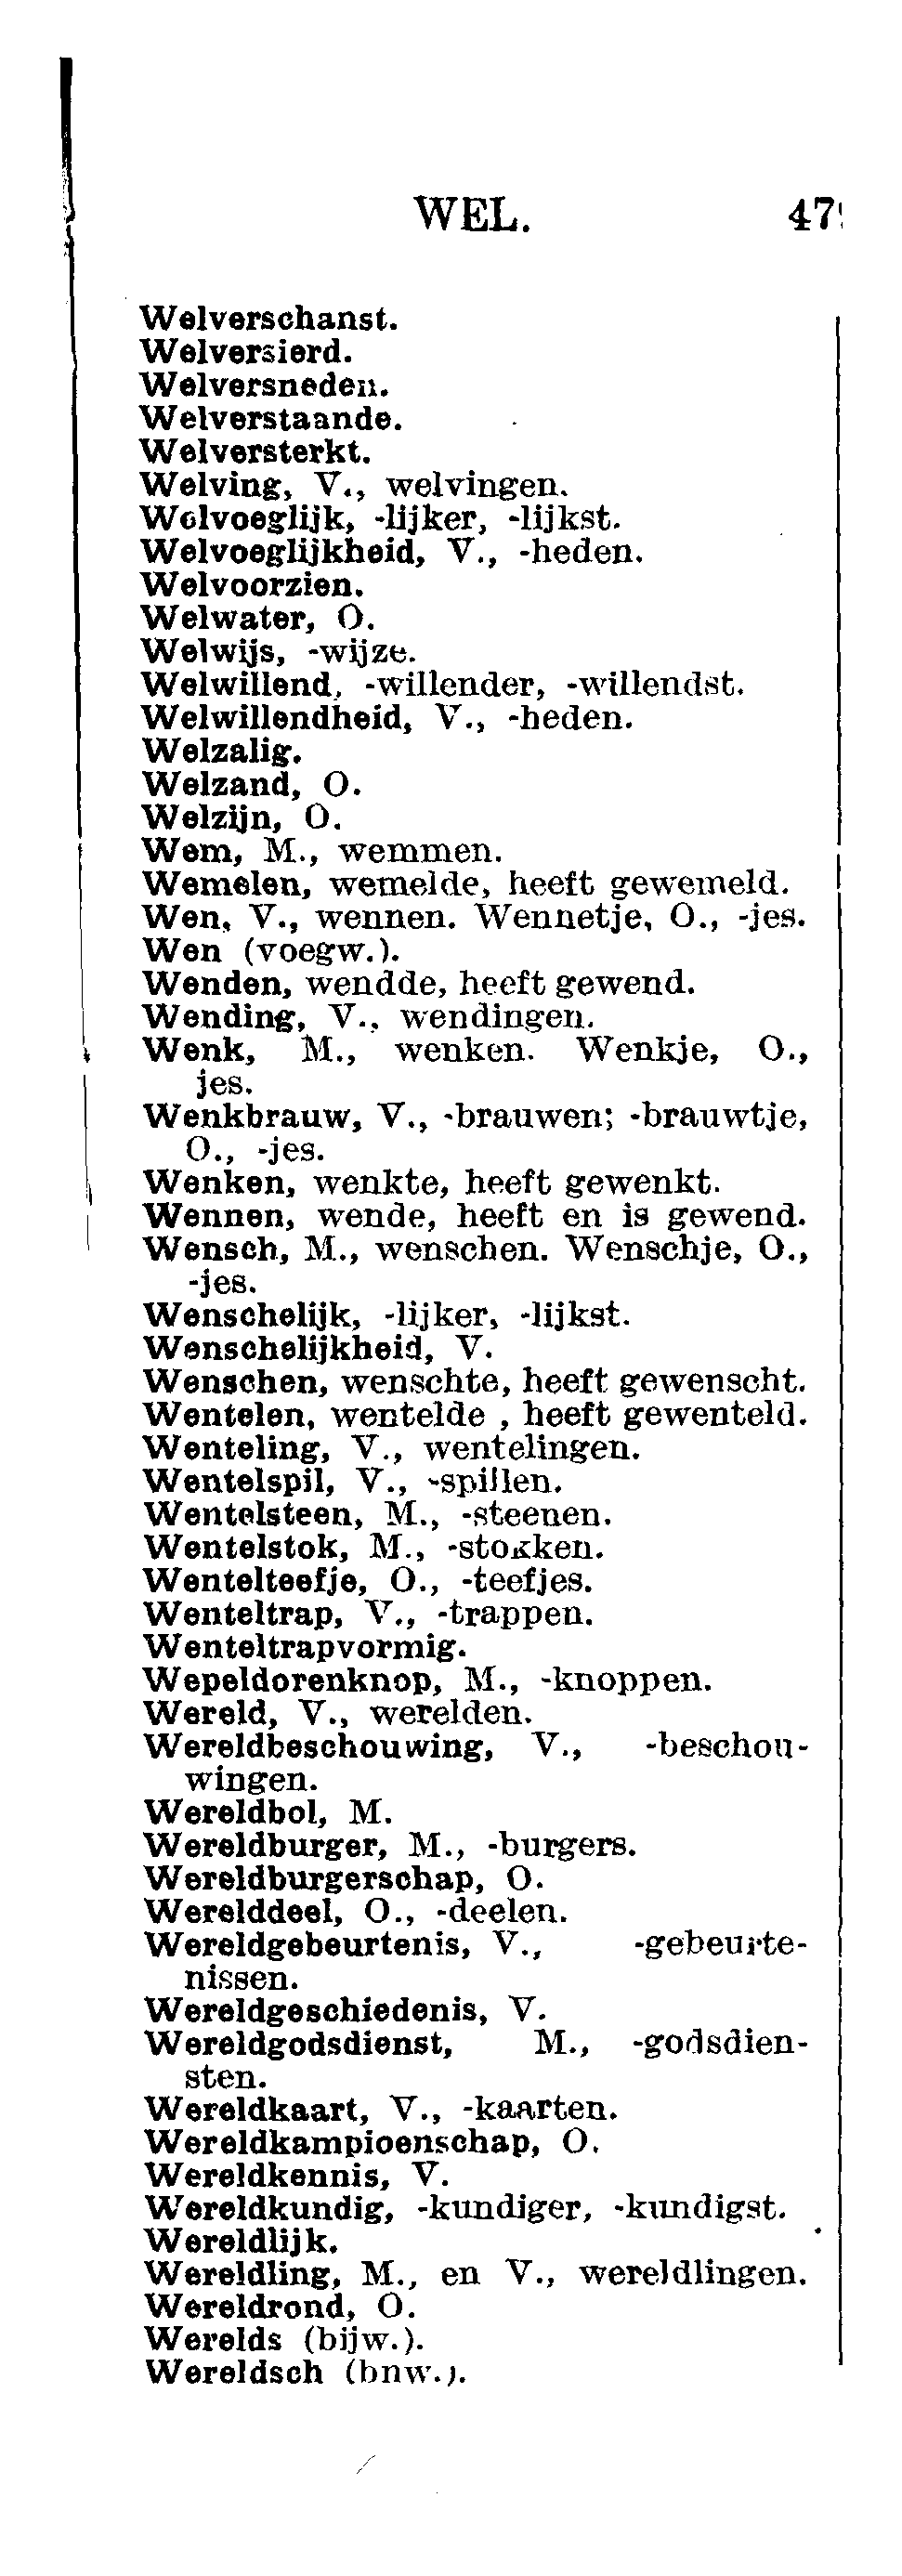 WEL. 47
Welverschanst.
Welversierd.
Welversneden.
Welverstaande.
Welversterkt.
Welving, V., welvingen.
Welvoeglijk, -lijker, -lijkst.
Welvoeglijkheid, V., -heden.
Welvoorzien.
Welwater, O.
Welwijs, -wijze.
Welwillend, -willender, -willendst.
Welwillendheid, V., -heden.
Welzalig.
Welzand, O.
Welzijn, O.
Wem, M., wemmen.
Wemelen, wemelde, heeft gewemeld.
Wen, V., wennen. Wennetje, O., -jes.
Wen (voegw.).
Wenden, wendde, heeft gewend.
Wending, V., wendingen.
Wenk, M., wenken. Wenkje, O.,
jes.
Wenkbrauw, V., -brauwen; -brauwtje,
O., -jes.
Wenken, wenkte, heeft gewenkt.
Wennen, wende, heeft en is gewend.
Wensch, M., wenschen. Wenschje, O.,
-jes.
Wenschelijk, -lijker, -lijkst.
Wenschelijkheid, V.
Wenschen, wenschte, heeft gewenscht.
Wentelen, wentelde , heeft gewenteld.
Wenteling, V., wentelingen.
Wentelspil, V., -spillen.
Wentelsteen, M., -steenen.
Wentelstok, M., -stokken.
Wentelteefje, O., -teefjes.
Wenteltrap, V., -trappen.
Wenteltrapvormig.
Wepeldorenknop, M., -knoppen.
Wereld, V., werelden.
Wereldbeschouwing, V., -beschou-
wingen.
Wereldbol, M.
Wereldburger, M., -burgers.
Wereldburgerschap, O.
Werelddeel, O., -deelen.
Wereldgebeurtenis, V., -gebeurte-
nissen.
Wereldgeschiedenis, V.
Wereldgodsdienst, M., -godsdien-
sten.
Wereldkaart, V., -kaarten.
Wereldkampioenschap, O.
Wereldkennis, V.
Wereldkundig, -kundiger, -kundigst.
Wereldlijk.
Wereldling, M., en V., wereldlingen.
Wereldrond, O.
Werelds (bijw.).
Wereldsch (bnw.).